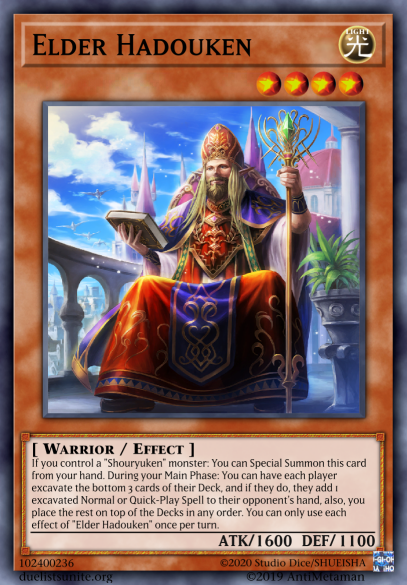 Elder Hadouken
LIGHT
光
[ Warrior / Effect ]
If you control a "Shouryuken" monster: You can Special Summon this card
from your hand. During your Main Phase: You can have each player
excavate the bottom 3 cards of their Deck, and if they do, they add 1
excavated Normal or Quick-Play Spell to their opponent's hand, also, you
place the rest on top of the Decks in any order. You can only use each
effect of "Elder Hadouken" once per turn.
ATK/1600 DEF/1100
102400236 ©2020 Studio Dice/SHUEISHA
duelistsunite.org ©2019 AntiMetaman